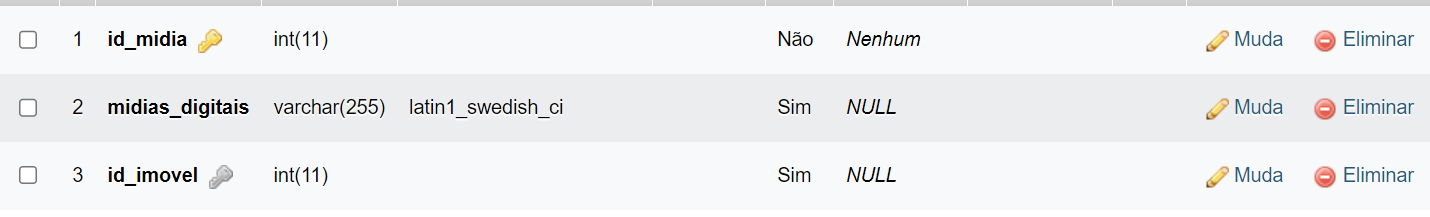 1 id_midia int(11) Não Nenhum Muda Eliminar
2 midias_digitais varchar(255) latin1_swedish_ci Sim NULL Muda Eliminar
3 id_imovel int(11) Sim NULL Muda Eliminar